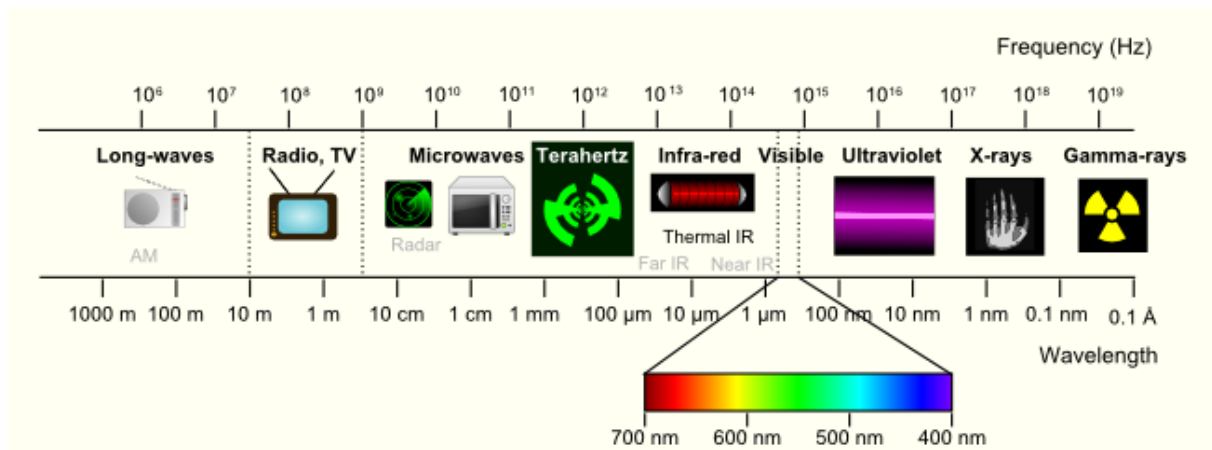 Frequency (Hz)
10⁶ 10⁷ 10⁸ 10⁹ 10¹⁰ 10¹¹ 10¹² 10¹³ 10¹⁴ 10¹⁵ 10¹⁶ 10¹⁷ 10¹⁸ 10¹⁹
Long-waves Radio, TV Microwaves Terahertz Infra-red Visible Ultraviolet X-rays Gamma-rays
Thermal IR
Radar
AM Far IR Near IR
1000 m 100 m 10 m 1 m 10 cm 1 cm 1 mm 100 µm 10 µm 1 µm 100 nm 10 nm 1 nm 0.1 nm 0.1 Å
Wavelength
700 nm 600 nm 500 nm 400 nm